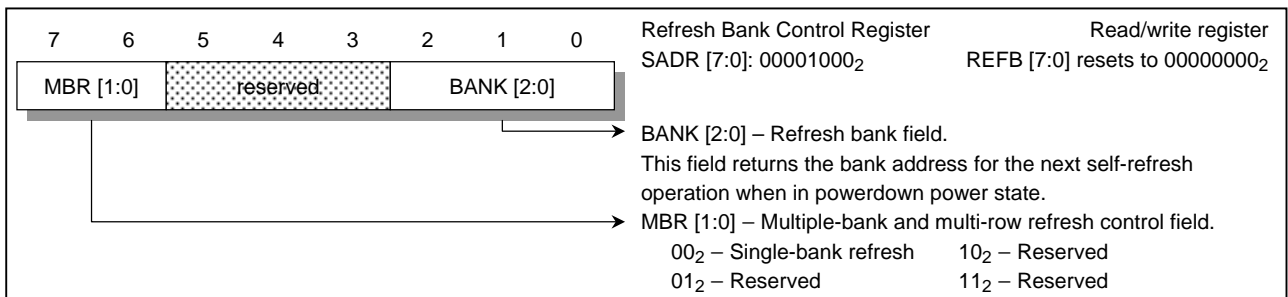 7 6 5 4 3 2 1 0
MBR [1:0] reserved BANK [2:0]
Refresh Bank Control Register Read/write register
SADR [7:0]: 00001000₂ REFB [7:0] resets to 00000000₂
BANK [2:0] – Refresh bank field.
This field returns the bank address for the next self-refresh
operation when in powerdown power state.
MBR [1:0] – Multiple-bank and multi-row refresh control field.
00₂ – Single-bank refresh 10₂ – Reserved
01₂ – Reserved 11₂ – Reserved